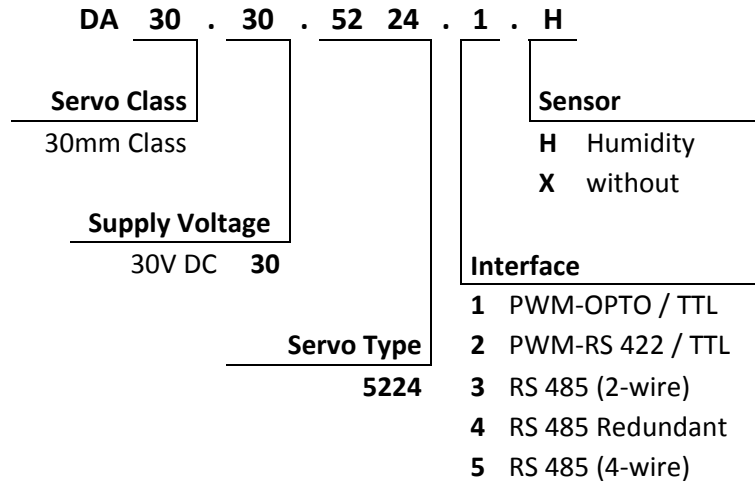 DA 30 . 30 . 52 24 . 1 . H
Servo Class
30mm Class
Supply Voltage
30V DC 30
Servo Type
5224
Sensor
H Humidity
X without
Interface
1 PWM-OPTO / TTL
2 PWM-RS 422 / TTL
3 RS 485 (2-wire)
4 RS 485 Redundant
5 RS 485 (4-wire)